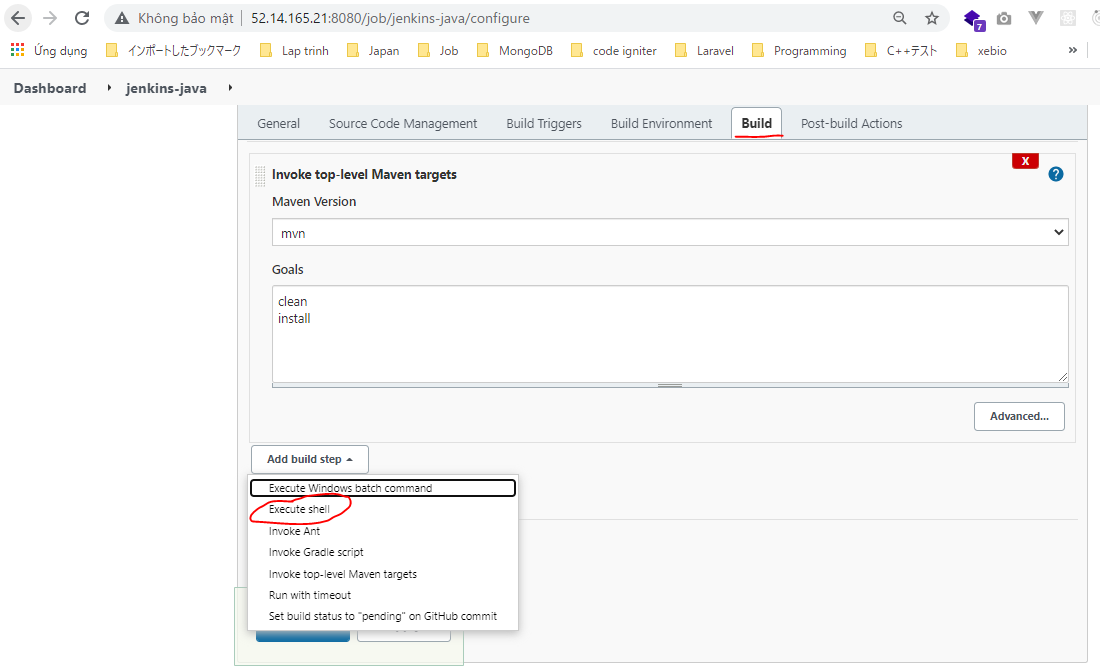 Không bảo mật 52.14.165.21:8080/job/jenkins-java/configure 7
Ứng dụng インポートしたブックマーク Lap trinh Japan Job MongoDB code igniter Laravel Programming C++テスト xebio »
Dashboard jenkins-java
General Source Code Management Build Triggers Build Environment Build Post-build Actions
X
Invoke top-level Maven targets ?
Maven Version
mvn
Goals
clean
install
Advanced...
Add build step
Execute Windows batch command
Execute shell
Invoke Ant
Invoke Gradle script
Invoke top-level Maven targets
Run with timeout
Set build status to "pending" on GitHub commit